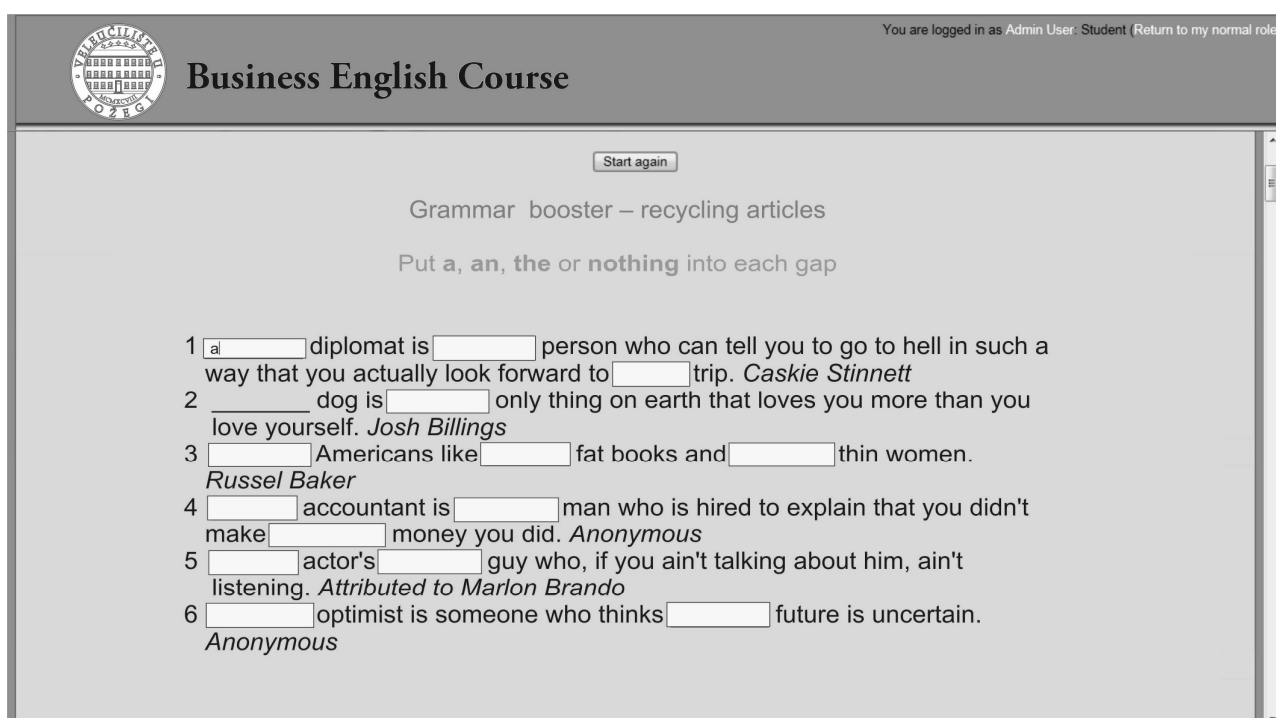 You are logged in as Admin User: Student (Return to my normal role
VELEUČILIŠTE U
MCMXCVIII
POŽEGI
Business English Course
Start again
Grammar booster – recycling articles
Put a, an, the or nothing into each gap
1 a diplomat is person who can tell you to go to hell in such a
way that you actually look forward to trip. Caskie Stinnett
2 ________ dog is only thing on earth that loves you more than you
love yourself. Josh Billings
3 Americans like fat books and thin women.
Russel Baker
4 accountant is man who is hired to explain that you didn't
make money you did. Anonymous
5 actor's guy who, if you ain't talking about him, ain't
listening. Attributed to Marlon Brando
6 optimist is someone who thinks future is uncertain.
Anonymous